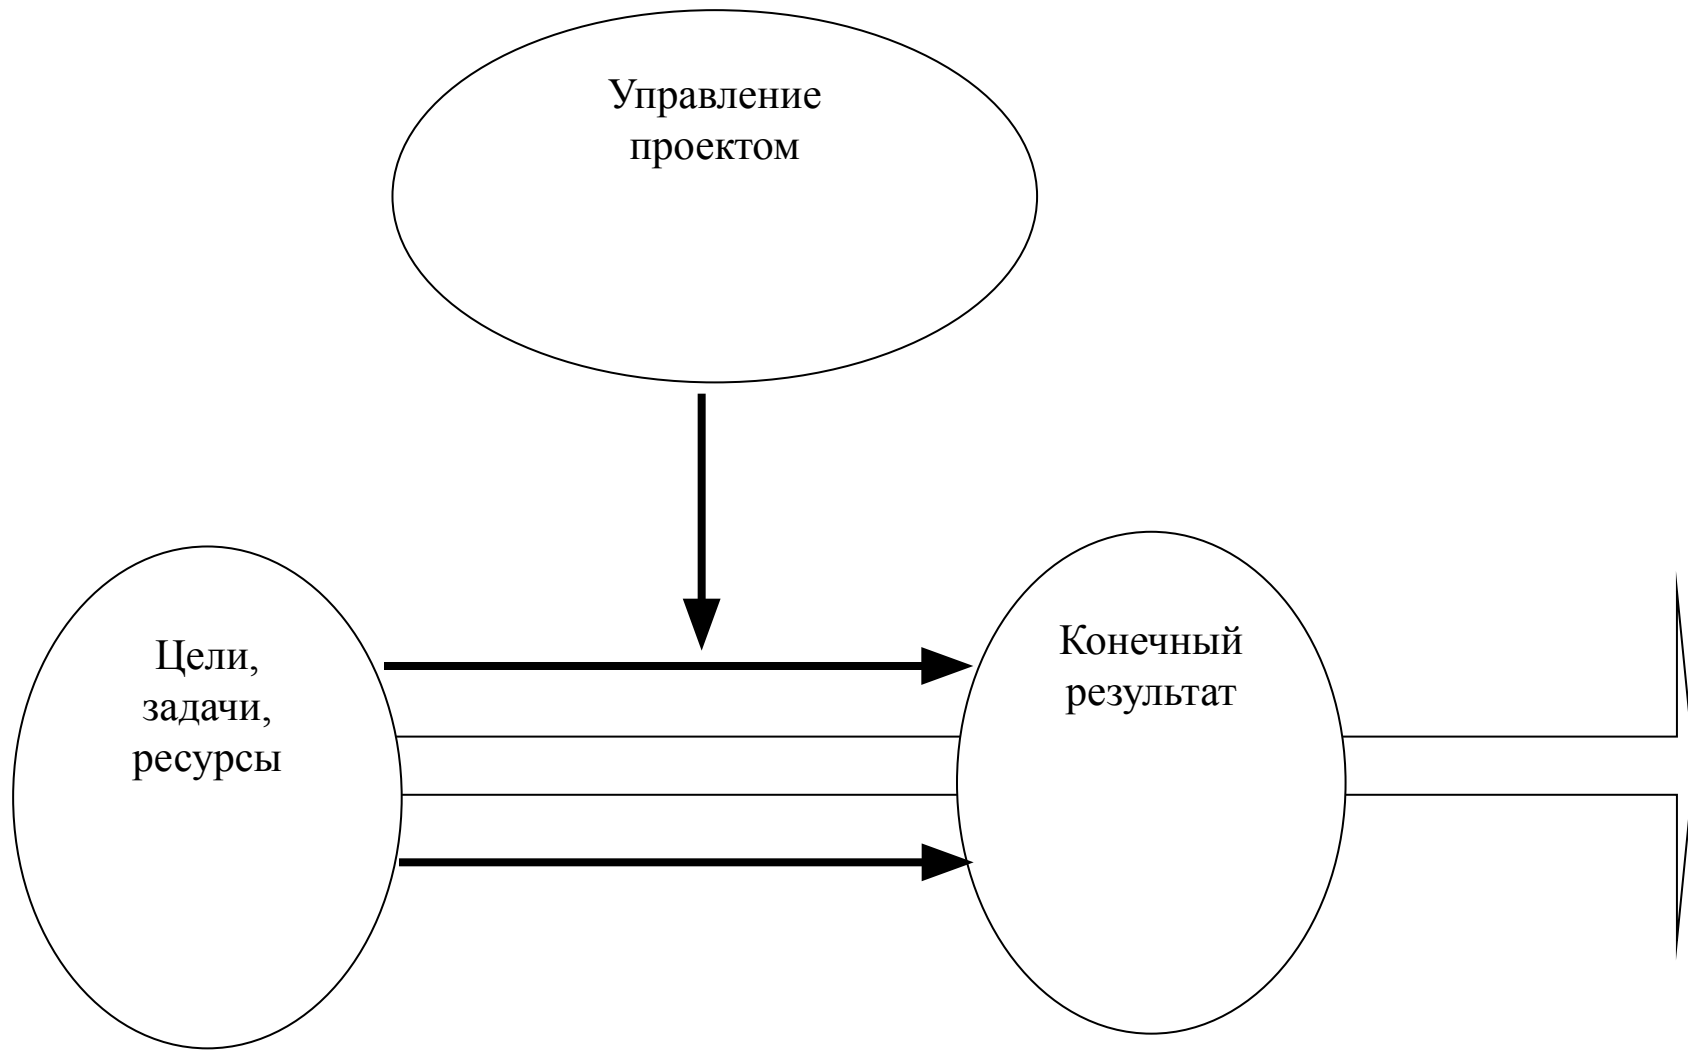 Управление
проектом
Цели,
задачи,
ресурсы
Конечный
результат